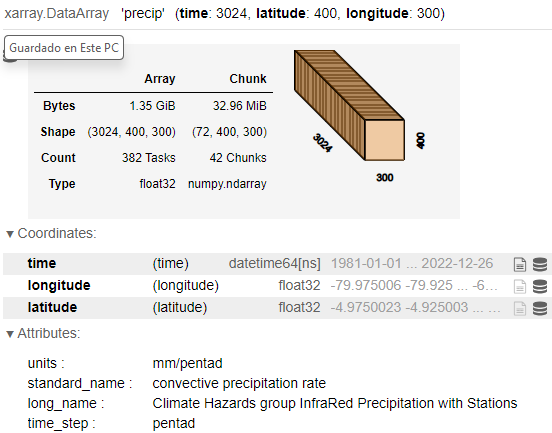 xarray.DataArray 'precip' (time: 3024, latitude: 400, longitude: 300)
Guardado en Este PC
Array Chunk
Bytes 1.35 GiB 32.96 MiB
Shape (3024, 400, 300) (72, 400, 300)
Count 382 Tasks 42 Chunks
Type float32 numpy.ndarray
3024
400
300
▼ Coordinates:
time (time) datetime64[ns] 1981-01-01 ... 2022-12-26
longitude (longitude) float32 -79.975006 -79.925 ... -6...
latitude (latitude) float32 -4.9750023 -4.925003 ... ...
▼ Attributes:
units : mm/pentad
standard_name : convective precipitation rate
long_name : Climate Hazards group InfraRed Precipitation with Stations
time_step : pentad